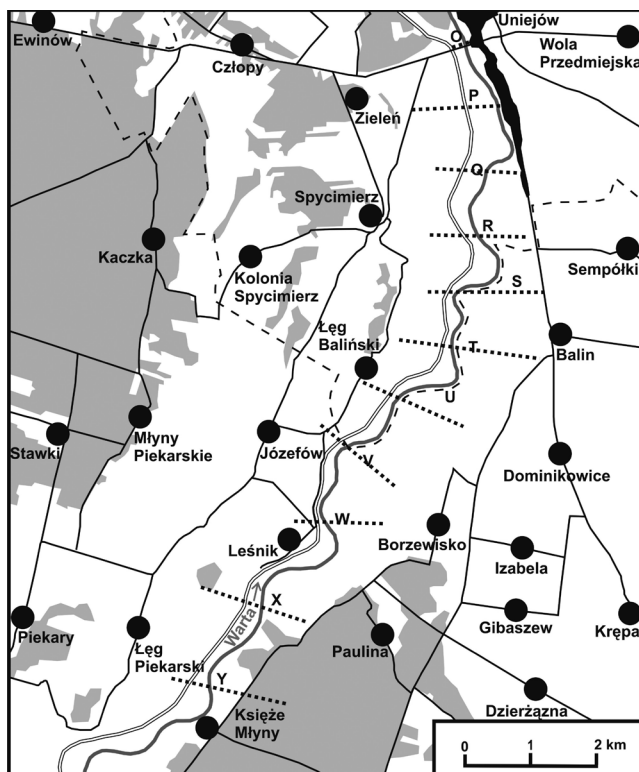 Uniejów
O
Ewinów
Wola
Przedmiejska
Człopy
P
Zieleń
Q
Spycimierz
R
Kaczka
Sempółki
Kolonia
Spycimierz
S
Łęg
Baliński
T
Balin
U
Młyny
Piekarskie
Stawki
Józefów
V
Dominikowice
W
Borzewisko
Leśnik
Izabela
Warta →
X
Piekary
Gibaszew
Krępa
Łęg
Piekarski
Paulina
Y
Księże
Młyny
Dzierżązna
0 1 2 km